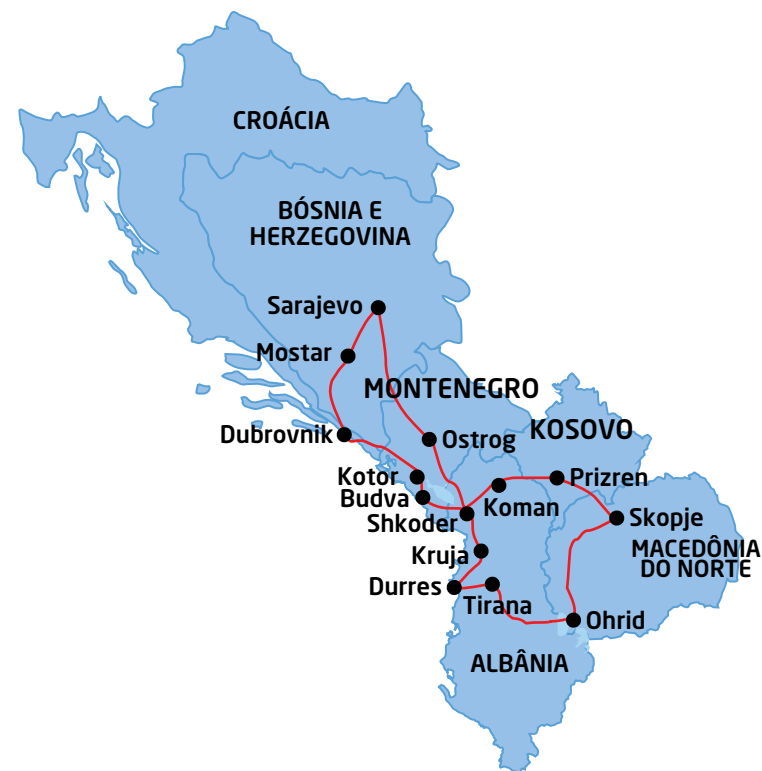 CROÁCIA
BÓSNIA E
HERZEGOVINA
Sarajevo
Mostar
MONTENEGRO
KOSOVO
Dubrovnik
Ostrog
Kotor
Prizren
Budva
Koman
Shkoder
Skopje
Kruja
MACEDÔNIA
DO NORTE
Durres
Tirana
Ohrid
ALBÂNIA